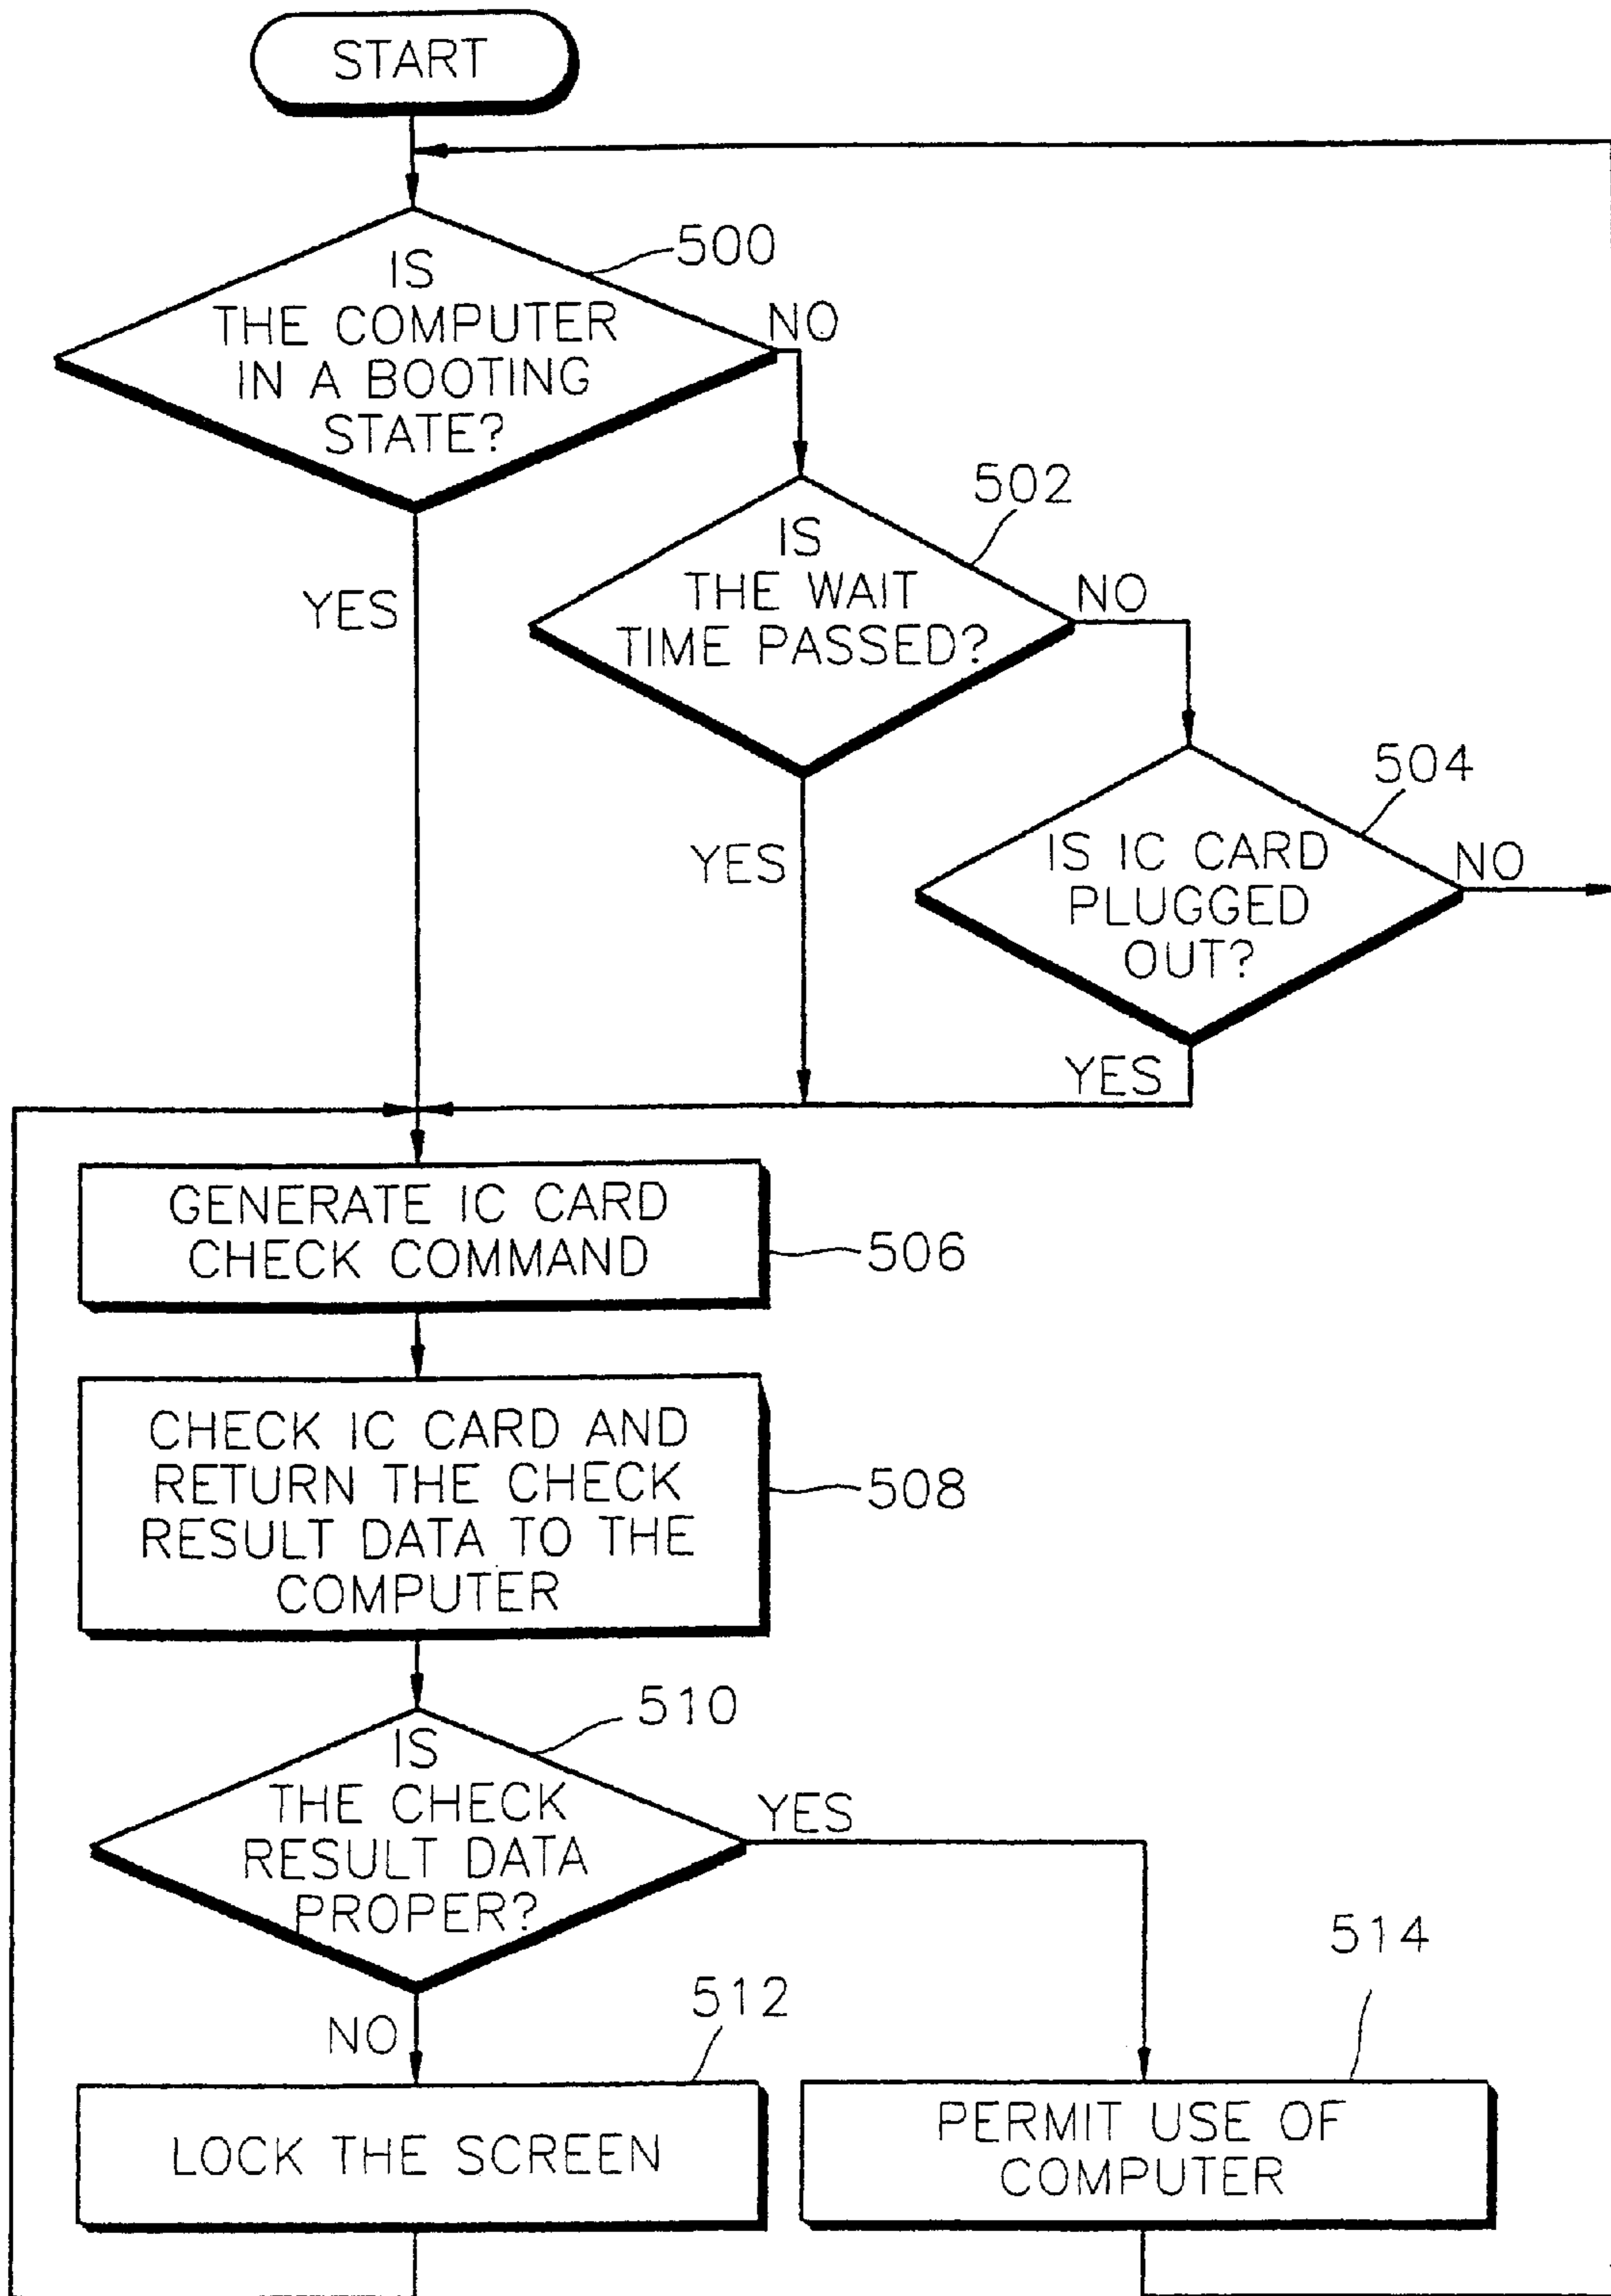 START
500
IS
THE COMPUTER
IN A BOOTING
STATE?
NO
YES
502
IS
THE WAIT
TIME PASSED?
NO
YES
504
IS IC CARD
PLUGGED
OUT?
NO
YES
GENERATE IC CARD
CHECK COMMAND
506
CHECK IC CARD AND
RETURN THE CHECK
RESULT DATA TO THE
COMPUTER
508
510
IS
THE CHECK
RESULT DATA
PROPER?
YES
NO
512
LOCK THE SCREEN
514
PERMIT USE OF
COMPUTER